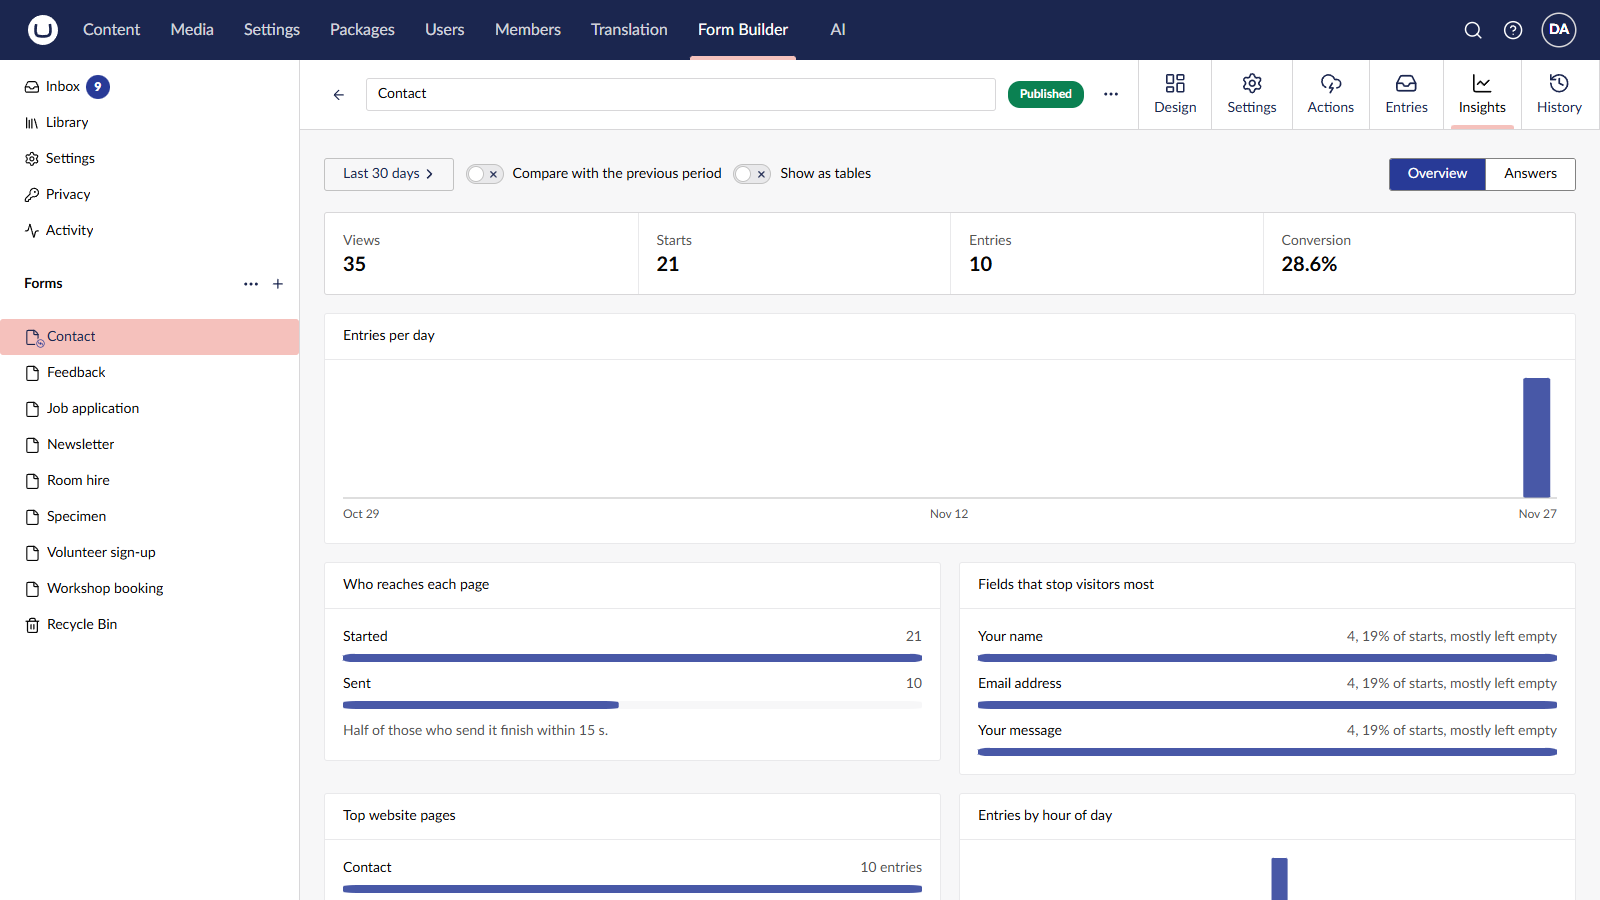 Content Media Settings Packages Users Members Translation Form Builder AI DA
Inbox 9
Library
Settings
Privacy
Activity
Forms
Contact
Feedback
Job application
Newsletter
Room hire
Specimen
Volunteer sign-up
Workshop booking
Recycle Bin
Contact Published
Design Settings Actions Entries Insights History
Last 30 days Compare with the previous period Show as tables Overview Answers
Views Starts Entries Conversion
35 21 10 28.6%
Entries per day
Oct 29 Nov 12 Nov 27
Who reaches each page
Started 21
Sent 10
Half of those who send it finish within 15 s.
Fields that stop visitors most
Your name 4, 19% of starts, mostly left empty
Email address 4, 19% of starts, mostly left empty
Your message 4, 19% of starts, mostly left empty
Top website pages
Contact 10 entries
Entries by hour of day